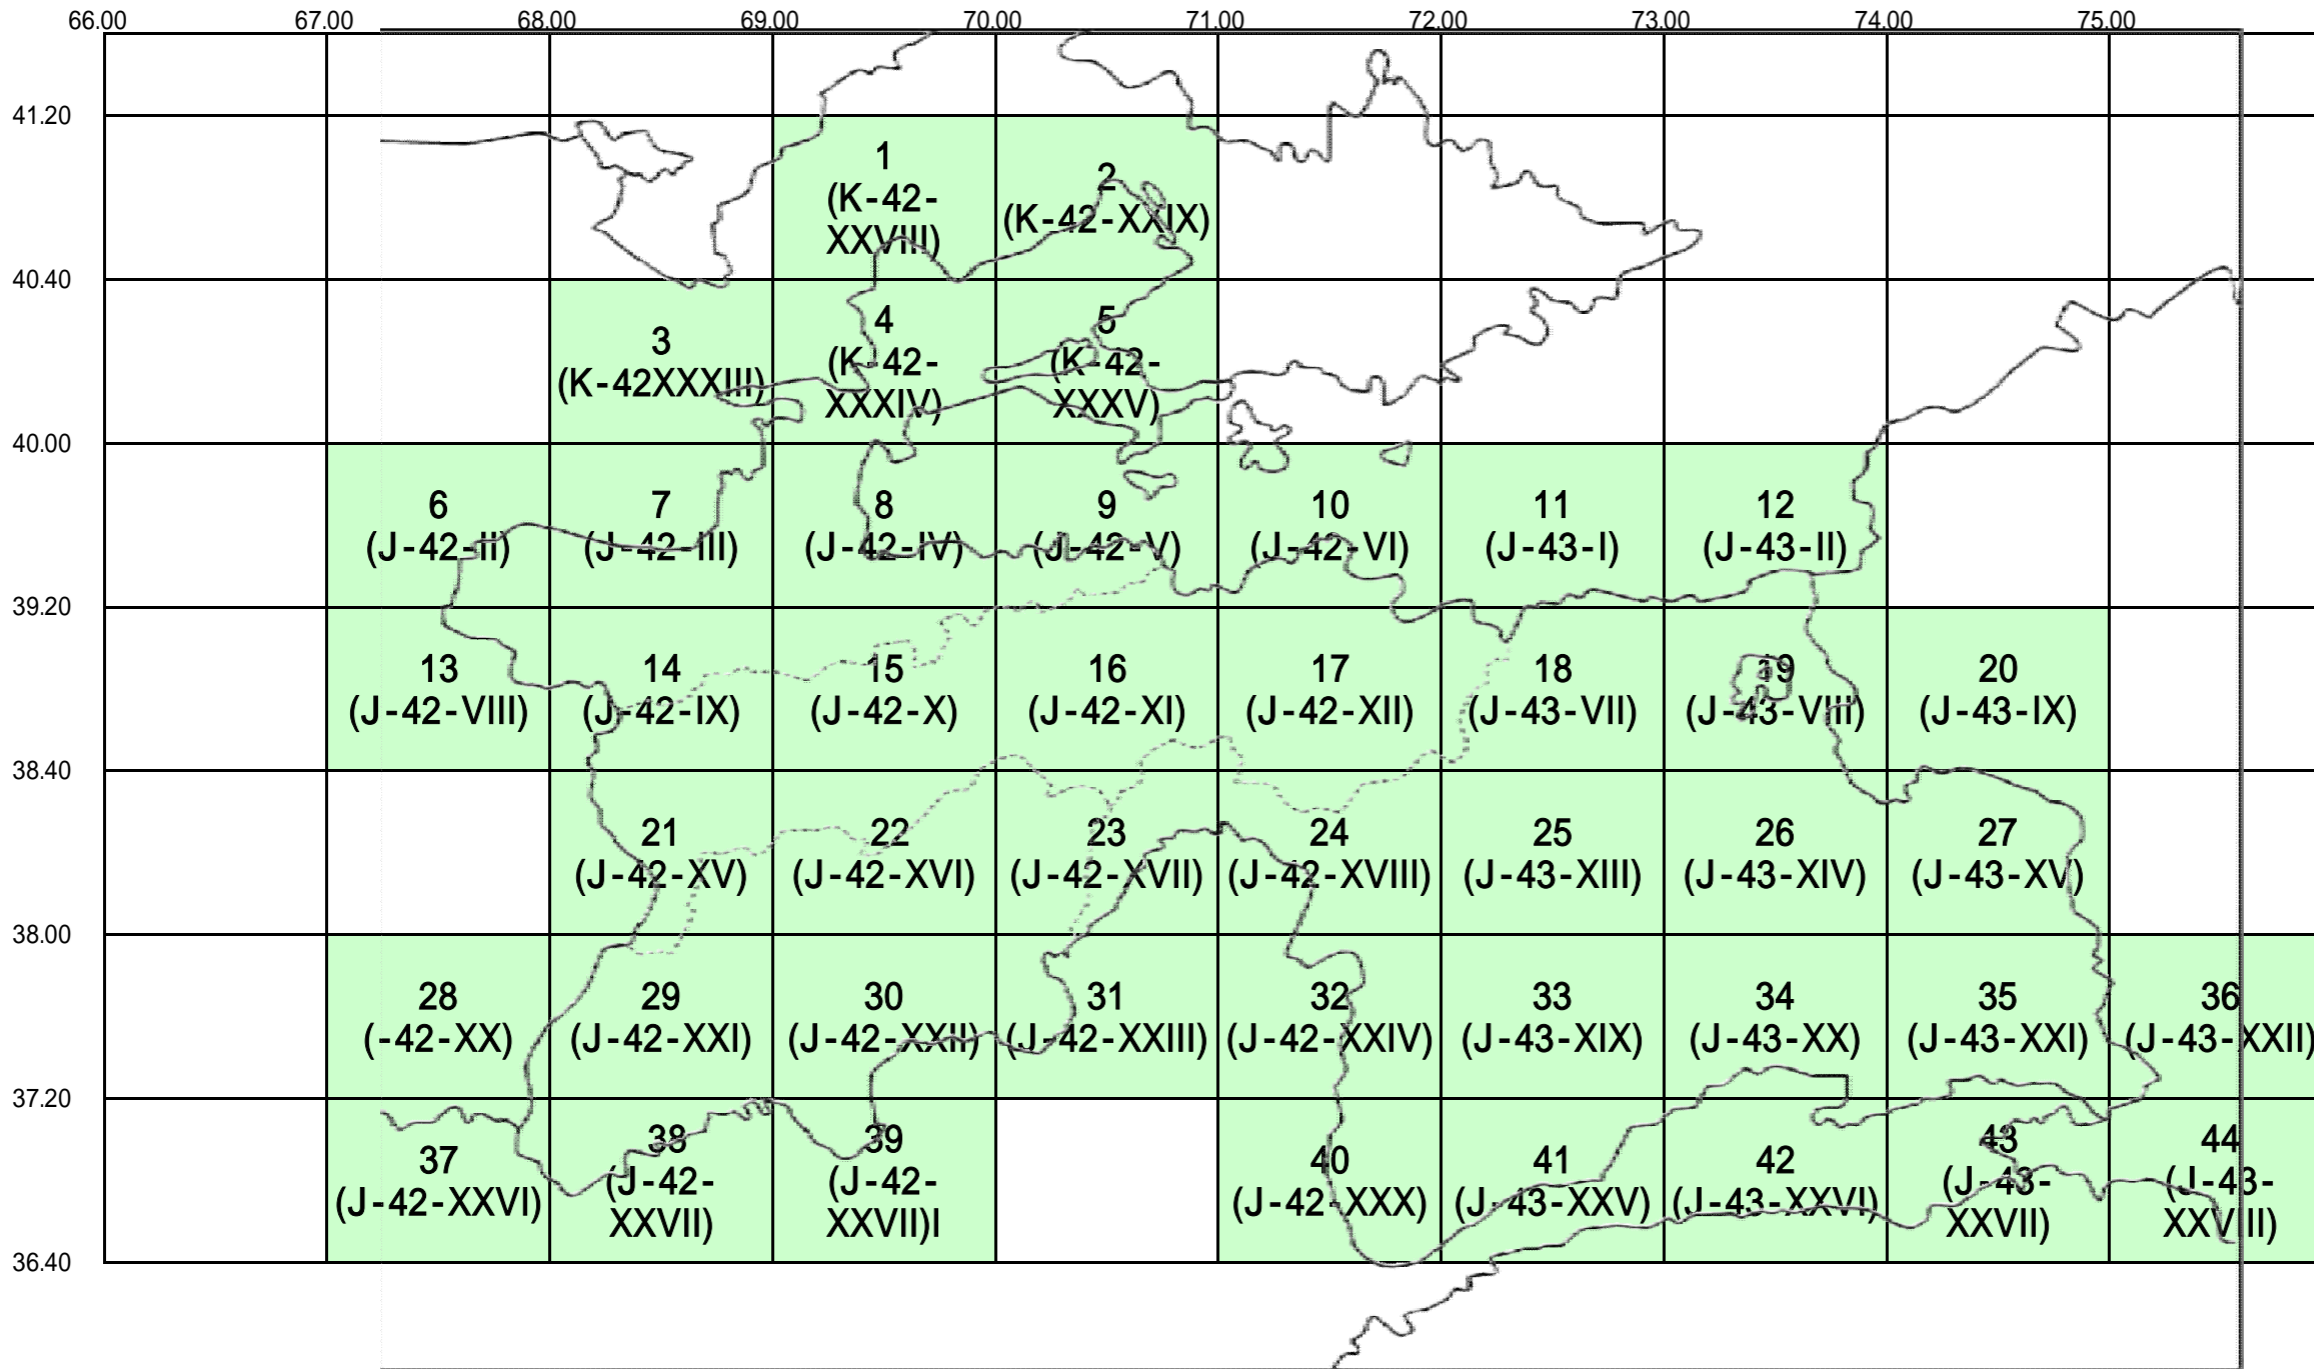 66.00 67.00 68.00 69.00 70.00 71.00 72.00 73.00 74.00 75.00
41.20
1
(K-42-
XXVIII)
2
(K-42-XXIX)
40.40
3
(K-42XXXIII)
4
(K-42-
XXXIV)
5
(K-42-
XXXV)
40.00
6
(J-42-II)
7
(J-42-III)
8
(J-42-IV)
9
(J-42-V)
10
(J-42-VI)
11
(J-43-I)
12
(J-43-II)
39.20
13
(J-42-VIII)
14
(J-42-IX)
15
(J-42-X)
16
(J-42-XI)
17
(J-42-XII)
18
(J-43-VII)
19
(J-43-VIII)
20
(J-43-IX)
38.40
21
(J-42-XV)
22
(J-42-XVI)
23
(J-42-XVII)
24
(J-42-XVIII)
25
(J-43-XIII)
26
(J-43-XIV)
27
(J-43-XV)
38.00
28
(-42-XX)
29
(J-42-XXI)
30
(J-42-XXII)
31
(J-42-XXIII)
32
(J-42-XXIV)
33
(J-43-XIX)
34
(J-43-XX)
35
(J-43-XXI)
36
(J-43-XXII)
37.20
37
(J-42-XXVI)
38
(J-42-
XXVII)
39
(J-42-
XXVII)I
40
(J-42-XXX)
41
(J-43-XXV)
42
(J-43-XXVI)
43
(J-43-
XXVII)
44
(J-43-
XXVIII)
36.40